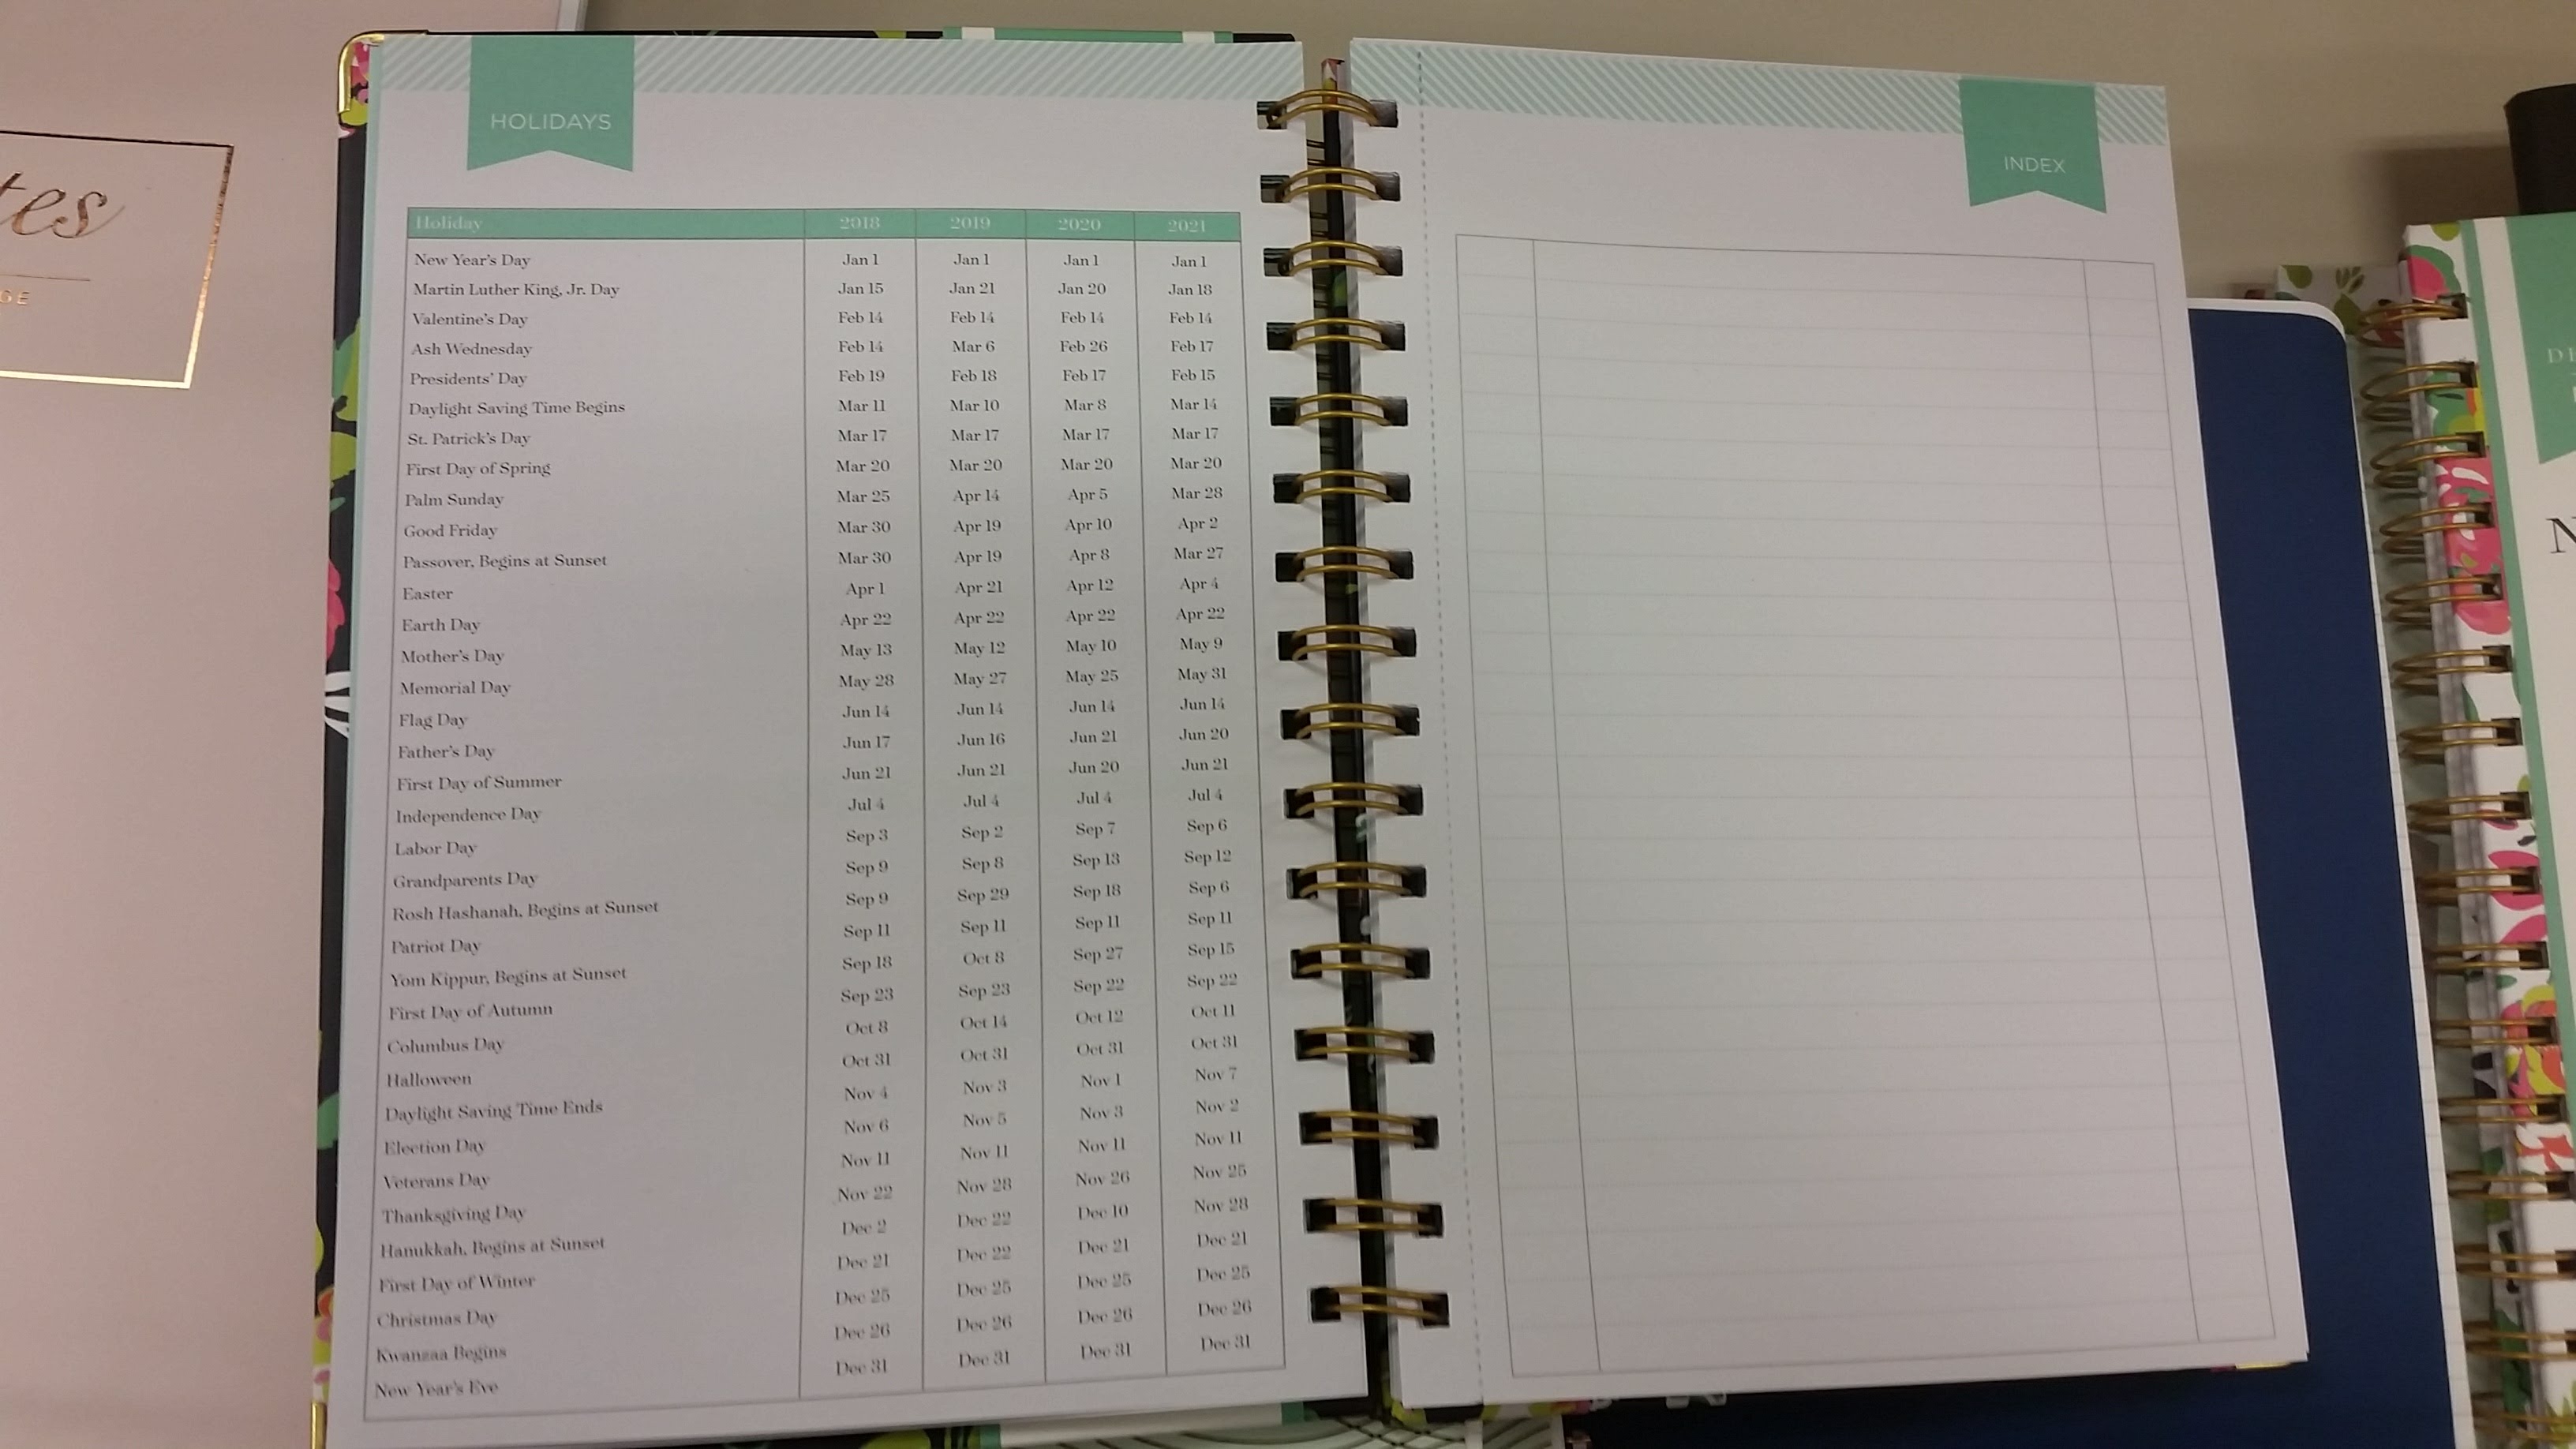 tes
GE
HOLIDAYS
Holiday 2018 2019 2020 2021
New Year's Day Jan 1 Jan 1 Jan 1 Jan 1
Martin Luther King, Jr. Day Jan 15 Jan 21 Jan 20 Jan 18
Valentine's Day Feb 14 Feb 14 Feb 14 Feb 14
Ash Wednesday Feb 14 Mar 6 Feb 26 Feb 17
Presidents' Day Feb 19 Feb 18 Feb 17 Feb 15
Daylight Saving Time Begins Mar 11 Mar 10 Mar 8 Mar 14
St. Patrick's Day Mar 17 Mar 17 Mar 17 Mar 17
First Day of Spring Mar 20 Mar 20 Mar 20 Mar 20
Palm Sunday Mar 25 Apr 14 Apr 5 Mar 28
Good Friday Mar 30 Apr 19 Apr 10 Apr 2
Passover, Begins at Sunset Mar 30 Apr 19 Apr 8 Mar 27
Easter Apr 1 Apr 21 Apr 12 Apr 4
Earth Day Apr 22 Apr 22 Apr 22 Apr 22
Mother's Day May 13 May 12 May 10 May 9
Memorial Day May 28 May 27 May 25 May 31
Flag Day Jun 14 Jun 14 Jun 14 Jun 14
Father's Day Jun 17 Jun 16 Jun 21 Jun 20
First Day of Summer Jun 21 Jun 21 Jun 20 Jun 21
Independence Day Jul 4 Jul 4 Jul 4 Jul 4
Labor Day Sep 3 Sep 2 Sep 7 Sep 6
Grandparents Day Sep 9 Sep 8 Sep 13 Sep 12
Rosh Hashanah, Begins at Sunset Sep 9 Sep 29 Sep 18 Sep 6
Patriot Day Sep 11 Sep 11 Sep 11 Sep 11
Yom Kippur, Begins at Sunset Sep 18 Oct 8 Sep 27 Sep 15
First Day of Autumn Sep 23 Sep 23 Sep 22 Sep 22
Columbus Day Oct 8 Oct 14 Oct 12 Oct 11
Halloween Oct 31 Oct 31 Oct 31 Oct 31
Daylight Saving Time Ends Nov 4 Nov 3 Nov 1 Nov 7
Election Day Nov 6 Nov 5 Nov 3 Nov 2
Veterans Day Nov 11 Nov 11 Nov 11 Nov 11
Thanksgiving Day Nov 22 Nov 28 Nov 26 Nov 25
Hanukkah, Begins at Sunset Dec 2 Dec 22 Dec 10 Nov 28
First Day of Winter Dec 21 Dec 22 Dec 21 Dec 21
Christmas Day Dec 25 Dec 25 Dec 25 Dec 25
Kwanzaa Begins Dec 26 Dec 26 Dec 26 Dec 26
New Year's Eve Dec 31 Dec 31 Dec 31 Dec 31
INDEX
N